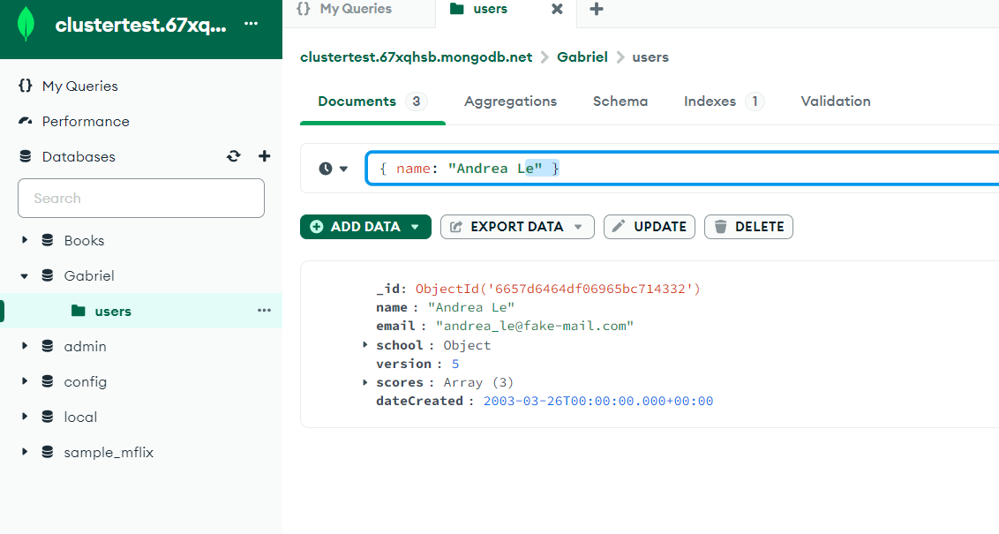 clustertest.67xq...
My Queries
Performance
Databases
Search
Books
Gabriel
users
admin
config
local
sample_mflix
{} My Queries
users
clustertest.67xqhsb.mongodb.net > Gabriel > users
Documents 3 Aggregations Schema Indexes 1 Validation
{ name: "Andrea Le" }
ADD DATA EXPORT DATA UPDATE DELETE
_id: ObjectId('6657d6464df06965bc714332')
name : "Andrea Le"
email : "andrea_le@fake-mail.com"
school : Object
version : 5
scores : Array (3)
dateCreated : 2003-03-26T00:00:00.000+00:00